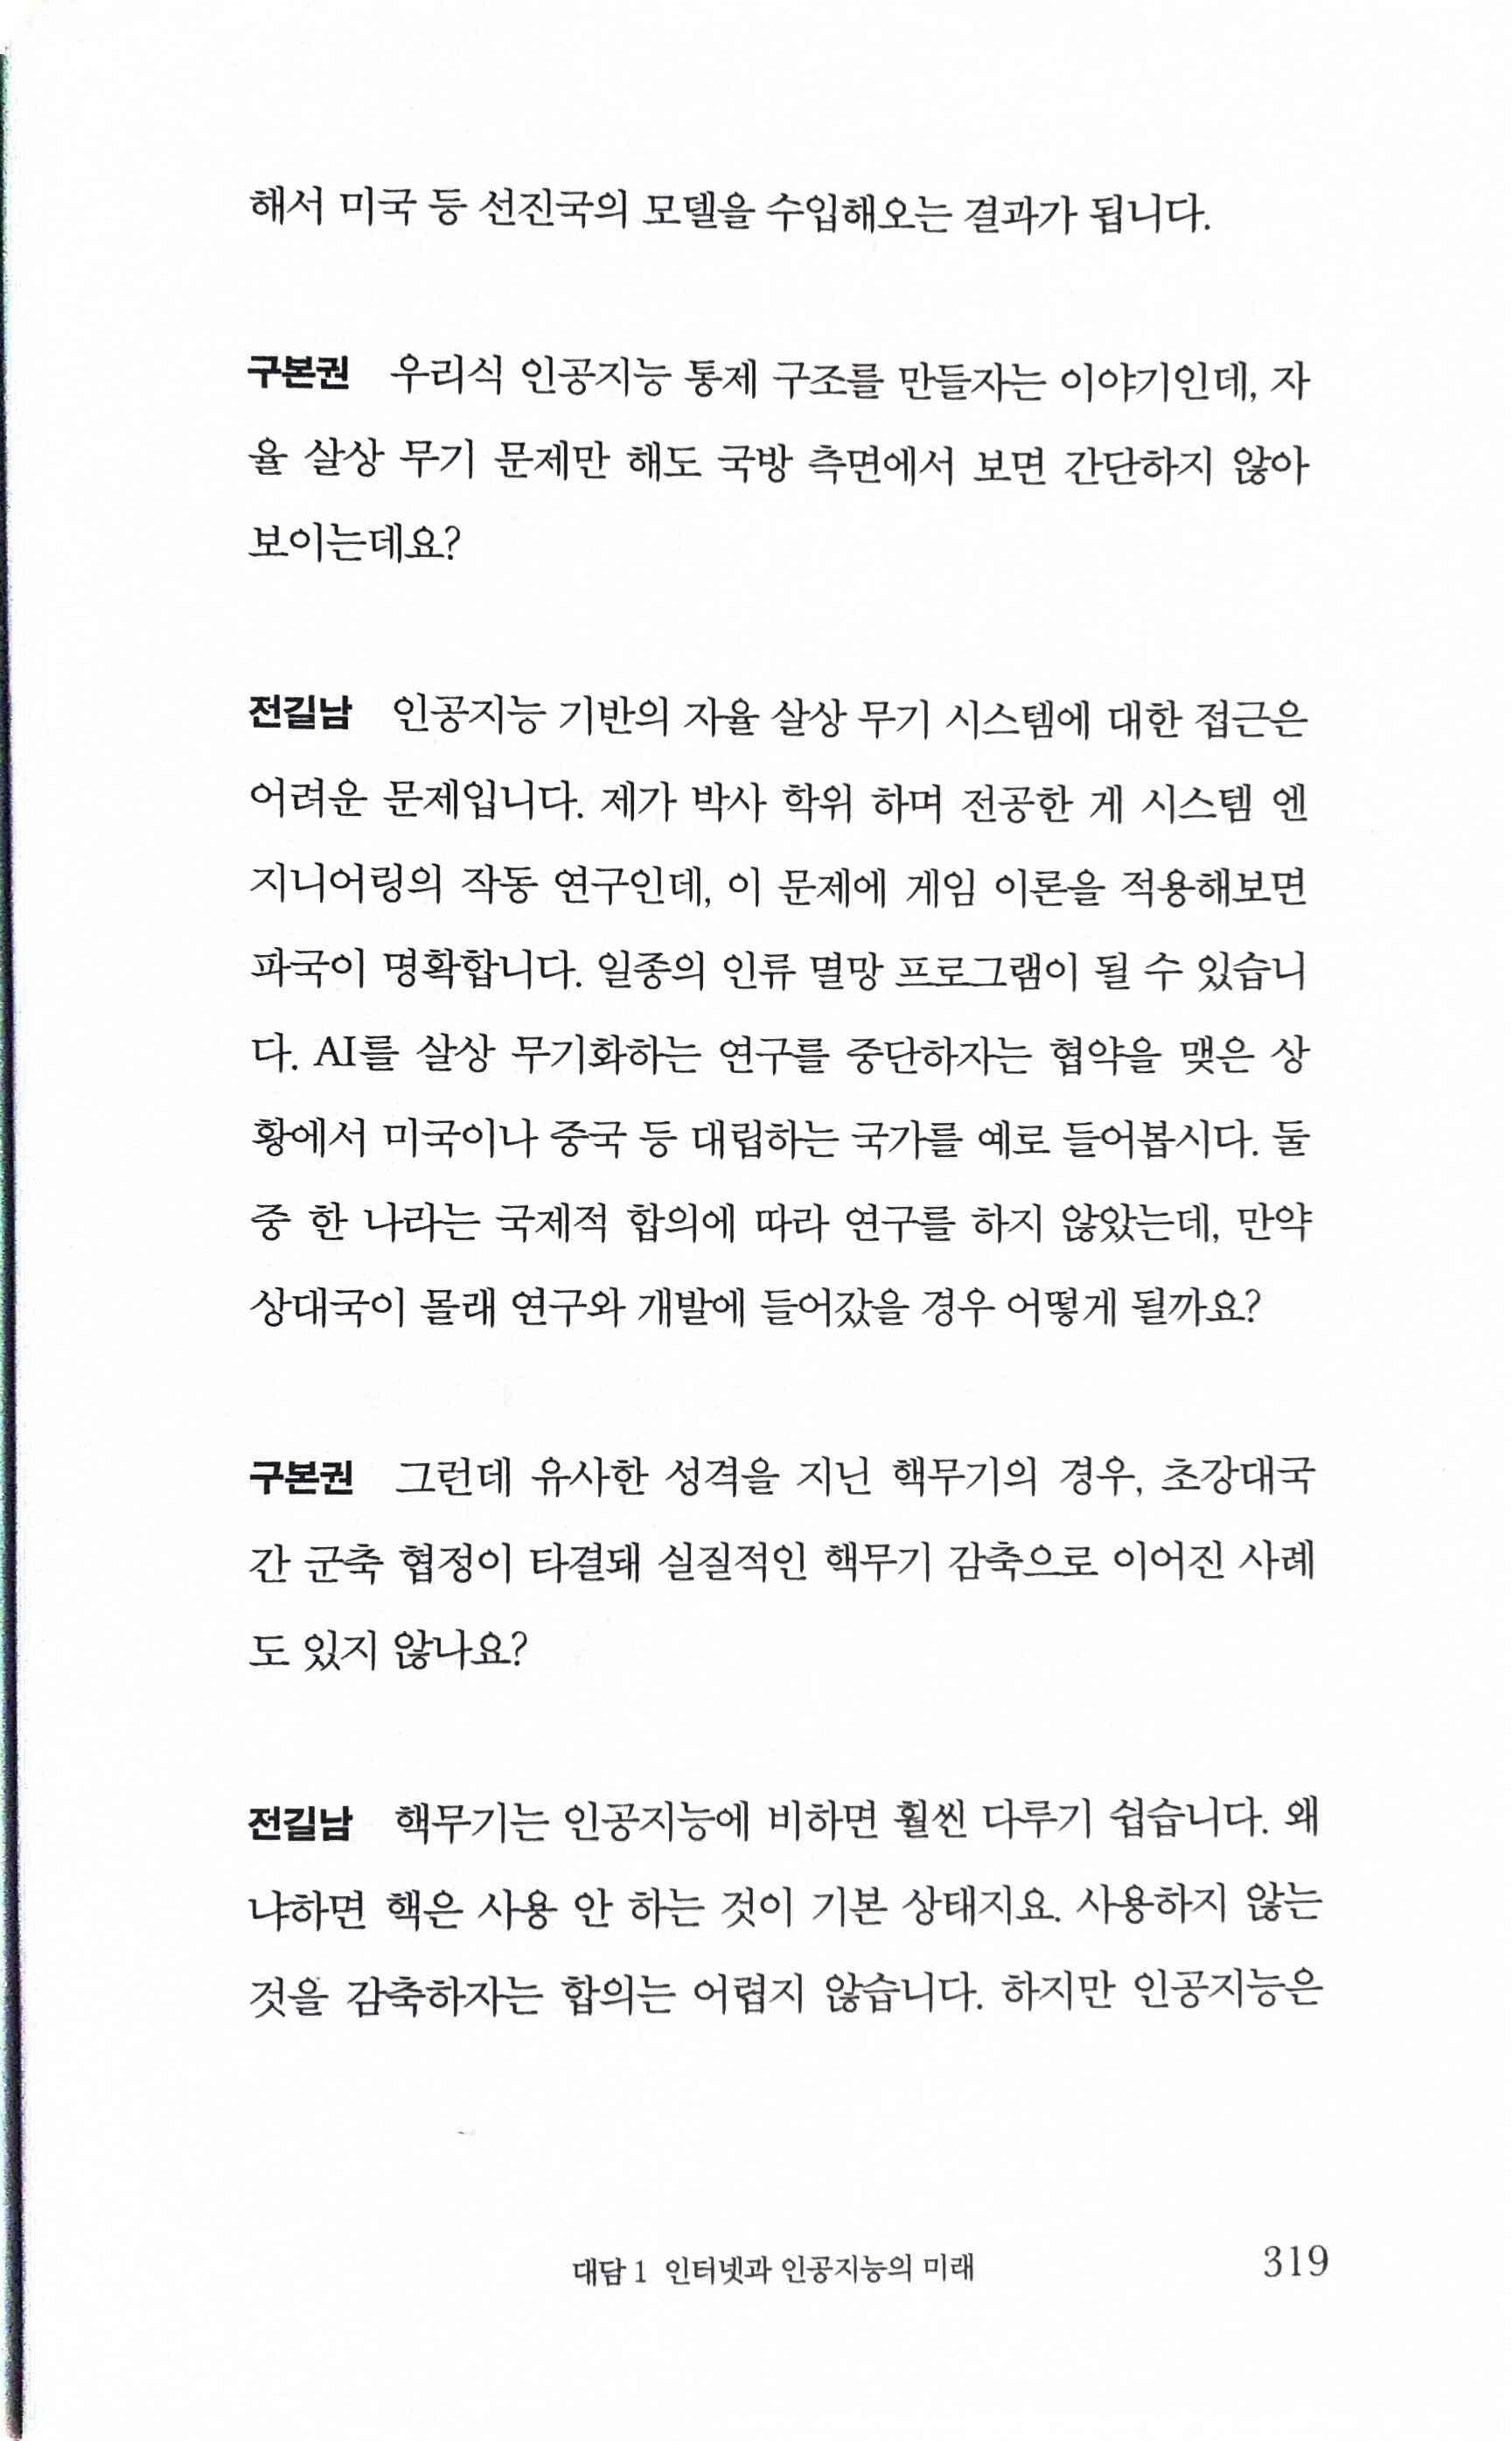 해서 미국 등 선진국의 모델을 수입해오는 결과가 됩니다.
구본권 우리식 인공지능 통제 구조를 만들자는 이야기인데, 자
율 살상 무기 문제만 해도 국방 측면에서 보면 간단하지 않아
보이는데요?
전길남 인공지능 기반의 자율 살상 무기 시스템에 대한 접근은
어려운 문제입니다. 제가 박사 학위 하며 전공한 게 시스템 엔
지니어링의 작동 연구인데, 이 문제에 게임 이론을 적용해보면
파국이 명확합니다. 일종의 인류 멸망 프로그램이 될 수 있습니
다. AI를 살상 무기화하는 연구를 중단하자는 협약을 맺은 상
황에서 미국이나 중국 등 대립하는 국가를 예로 들어봅시다. 둘
중 한 나라는 국제적 합의에 따라 연구를 하지 않았는데, 만약
상대국이 몰래 연구와 개발에 들어갔을 경우 어떻게 될까요?
구본권 그런데 유사한 성격을 지닌 핵무기의 경우, 초강대국
간 군축 협정이 타결돼 실질적인 핵무기 감축으로 이어진 사례
도 있지 않나요?
전길남 핵무기는 인공지능에 비하면 훨씬 다루기 쉽습니다. 왜
냐하면 핵은 사용 안 하는 것이 기본 상태지요. 사용하지 않는
것을 감축하자는 합의는 어렵지 않습니다. 하지만 인공지능은
대담 1 인터넷과 인공지능의 미래 319